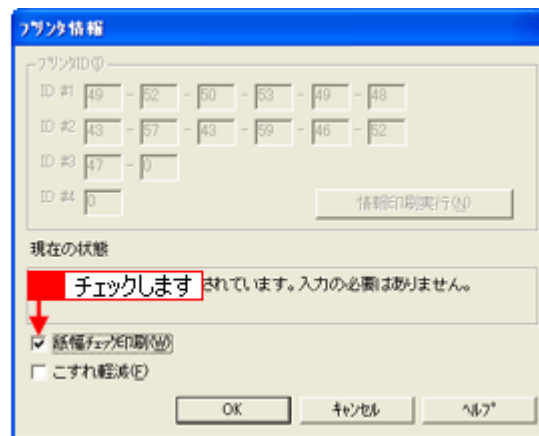 プリンタ情報
プリンタID(I)
ID #1 49 - 52 - 50 - 53 - 49 - 48
ID #2 43 - 57 - 43 - 59 - 46 - 52
ID #3 47 - 0
ID #4 0 情報印刷実行(N)
現在の状態
チェックします されています。入力の必要はありません。
紙幅チェック印刷(W)
こすれ軽減(F)
OK キャンセル ヘルプ